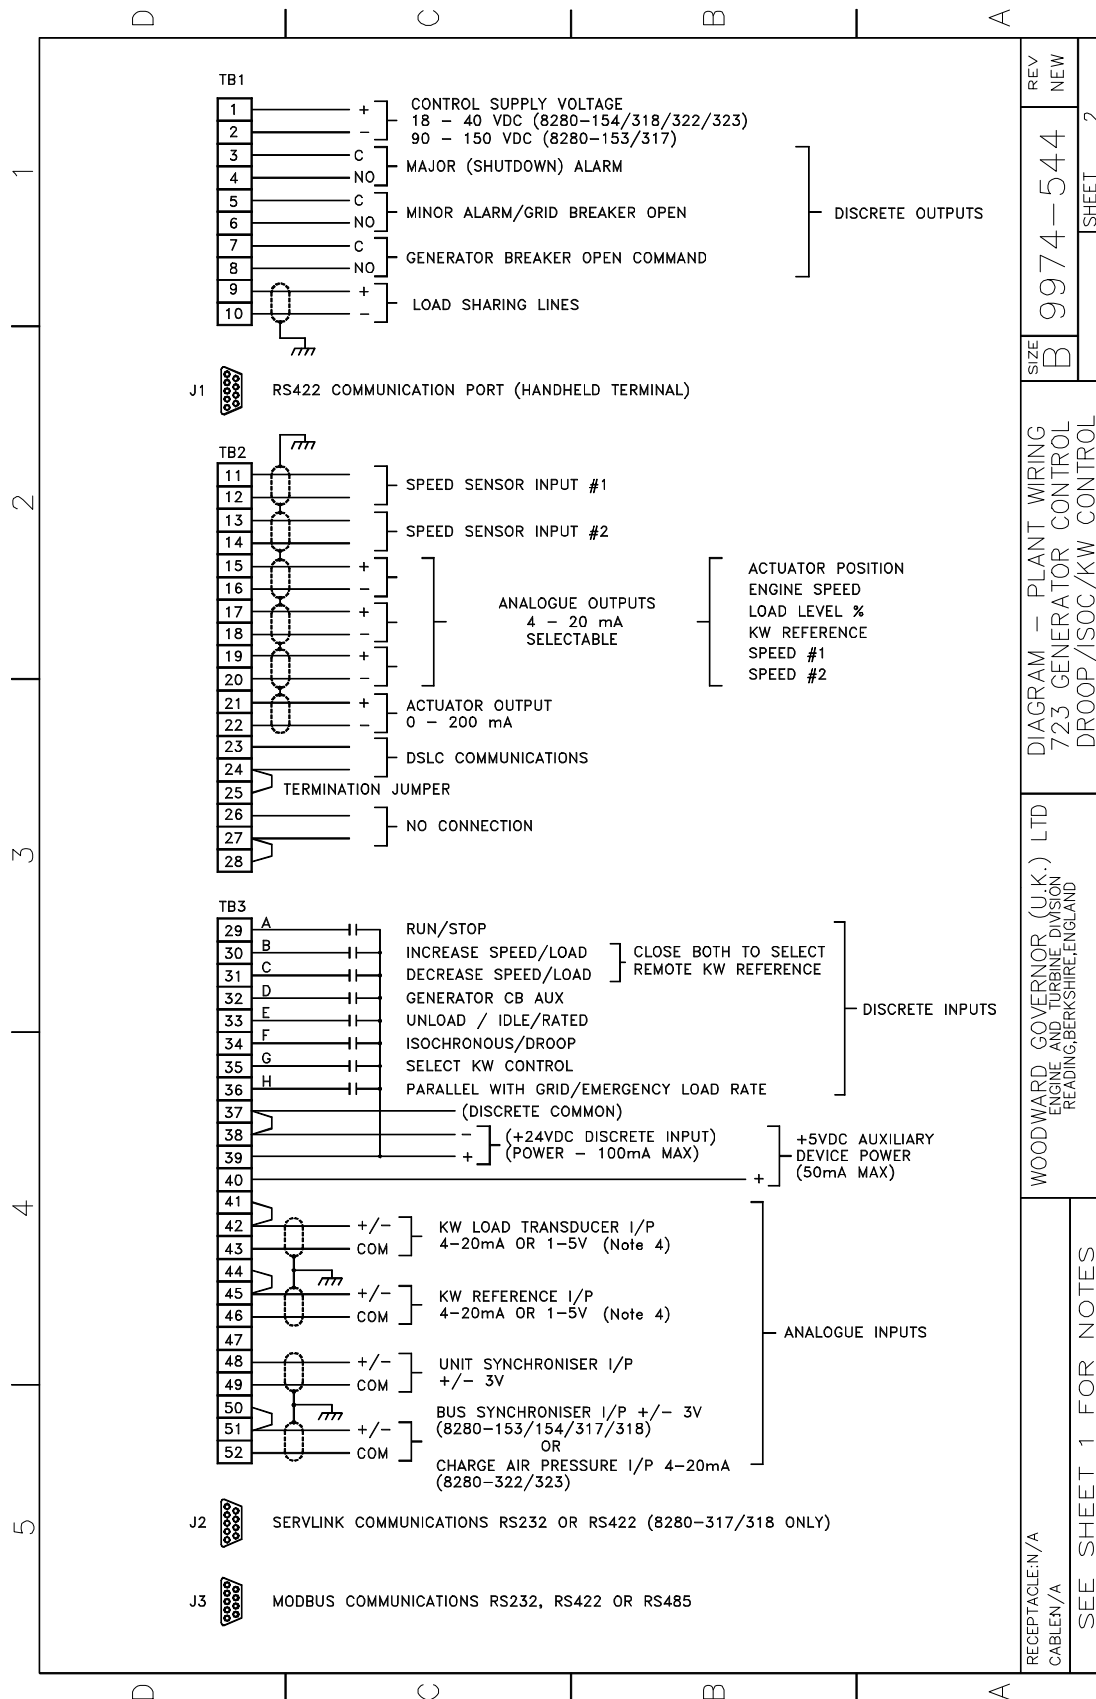 D
C
B
A
1
2
3
4
5
TB1
1
+
CONTROL SUPPLY VOLTAGE
18 – 40 VDC (8280–154/318/322/323)
2
–
90 – 150 VDC (8280–153/317)
3
C
MAJOR (SHUTDOWN) ALARM
4
NO
5
C
MINOR ALARM/GRID BREAKER OPEN
DISCRETE OUTPUTS
6
NO
7
C
GENERATOR BREAKER OPEN COMMAND
8
NO
9
+
LOAD SHARING LINES
10
–
J1
RS422 COMMUNICATION PORT (HANDHELD TERMINAL)
TB2
11
SPEED SENSOR INPUT #1
12
13
SPEED SENSOR INPUT #2
14
15
+
16
–
17
+
18
–
19
+
20
–
ANALOGUE OUTPUTS
4 – 20 mA
SELECTABLE
ACTUATOR POSITION
ENGINE SPEED
LOAD LEVEL %
KW REFERENCE
SPEED #1
SPEED #2
21
+
ACTUATOR OUTPUT
22
–
0 – 200 mA
23
DSLC COMMUNICATIONS
24
25
TERMINATION JUMPER
26
NO CONNECTION
27
28
TB3
29
A
RUN/STOP
30
B
INCREASE SPEED/LOAD
31
C
DECREASE SPEED/LOAD
CLOSE BOTH TO SELECT
REMOTE KW REFERENCE
32
D
GENERATOR CB AUX
33
E
UNLOAD / IDLE/RATED
DISCRETE INPUTS
34
F
ISOCHRONOUS/DROOP
35
G
SELECT KW CONTROL
36
H
PARALLEL WITH GRID/EMERGENCY LOAD RATE
37
(DISCRETE COMMON)
38
–
(+24VDC DISCRETE INPUT)
39
+
(POWER – 100mA MAX)
+5VDC AUXILIARY
DEVICE POWER
(50mA MAX)
40
+
41
42
+/–
KW LOAD TRANSDUCER I/P
43
COM
4–20mA OR 1–5V (Note 4)
44
45
+/–
KW REFERENCE I/P
46
COM
4–20mA OR 1–5V (Note 4)
ANALOGUE INPUTS
47
48
+/–
UNIT SYNCHRONISER I/P
49
COM
+/– 3V
50
51
+/–
52
COM
BUS SYNCHRONISER I/P +/– 3V
(8280–153/154/317/318)
OR
CHARGE AIR PRESSURE I/P 4–20mA
(8280–322/323)
J2
SERVLINK COMMUNICATIONS RS232 OR RS422 (8280–317/318 ONLY)
J3
MODBUS COMMUNICATIONS RS232, RS422 OR RS485
REV
NEW
SIZE
B
9974–544
SHEET
2
DIAGRAM – PLANT WIRING
723 GENERATOR CONTROL
DROOP/ISOC/KW CONTROL
WOODWARD GOVERNOR (U.K.) LTD
ENGINE AND TURBINE DIVISION
READING,BERKSHIRE,ENGLAND
RECEPTACLE:N/A
CABLE:N/A
SEE SHEET 1 FOR NOTES
D
C
B
A